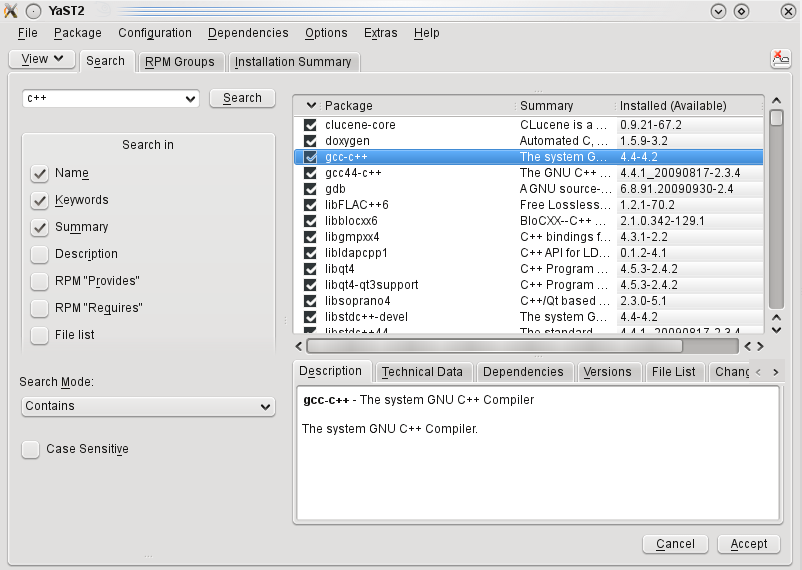 YaST2
File Package Configuration Dependencies Options Extras Help
View Search RPM Groups Installation Summary
c++ Search
Search in
Name
Keywords
Summary
Description
RPM "Provides"
RPM "Requires"
File list
Search Mode:
Contains
Case Sensitive
Package Summary Installed (Available)
clucene-core CLucene is a ... 0.9.21-67.2
doxygen Automated C, ... 1.5.9-3.2
gcc-c++ The system G... 4.4-4.2
gcc44-c++ The GNU C++ ... 4.4.1_20090817-2.3.4
gdb A GNU source-... 6.8.91.20090930-2.4
libFLAC++6 Free Lossless... 1.2.1-70.2
libblocxx6 BloCXX--C++ ... 2.1.0.342-129.1
libgmpxx4 C++ bindings f... 4.3.1-2.2
libldapcpp1 C++ API for LD... 0.1.2-4.1
libqt4 C++ Program ... 4.5.3-2.4.2
libqt4-qt3support C++ Program ... 4.5.3-2.4.2
libsoprano4 C++/Qt based ... 2.3.0-5.1
libstdc++-devel The system G... 4.4-4.2
libstdc++44 The standard ... 4.4.1_20090817-2.3.4
Description Technical Data Dependencies Versions File List Chang
gcc-c++ - The system GNU C++ Compiler
The system GNU C++ Compiler.
Cancel Accept